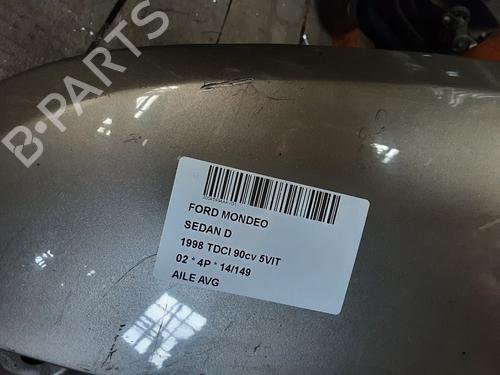 B-PARTS
FORD MONDEO
SEDAN D
1998 TDCI 90cv 5VIT
02 * 4P * 14/149
AILE AVG